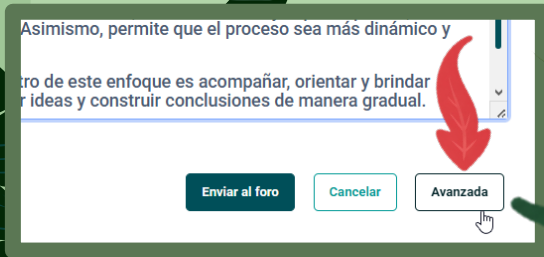 Asimismo, permite que el proceso sea más dinámico y
tro de este enfoque es acompañar, orientar y brindar
r ideas y construir conclusiones de manera gradual.
Enviar al foro Cancelar Avanzada